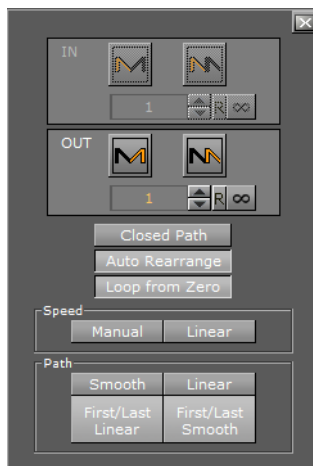 IN
1
R ∞
OUT
1
R ∞
Closed Path
Auto Rearrange
Loop from Zero
Speed
Manual Linear
Path
Smooth Linear
First/Last First/Last
Linear Smooth